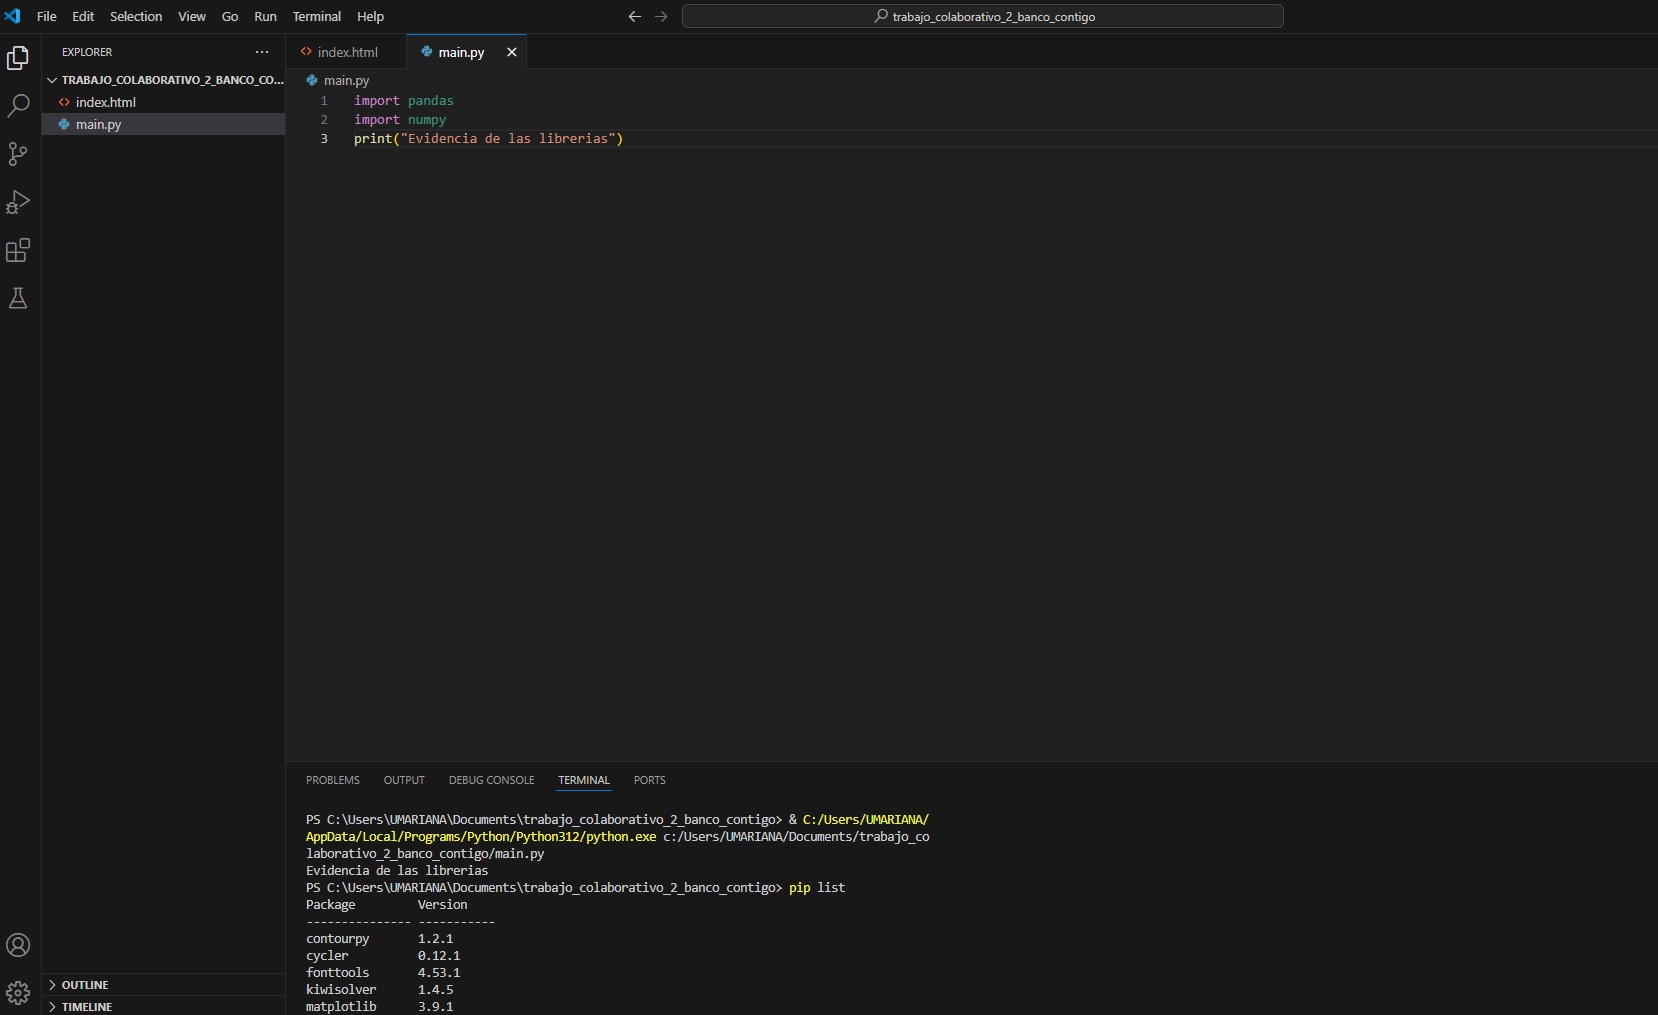 File Edit Selection View Go Run Terminal Help
trabajo_colaborativo_2_banco_contigo
EXPLORER
TRABAJO_COLABORATIVO_2_BANCO_CO...
index.html
main.py
index.html
main.py
main.py
1 import pandas
2 import numpy
3 print("Evidencia de las librerias")
PROBLEMS OUTPUT DEBUG CONSOLE TERMINAL PORTS
PS C:\Users\UMARIANA\Documents\trabajo_colaborativo_2_banco_contigo> & C:/Users/UMARIANA/
AppData/Local/Programs/Python/Python312/python.exe c:/Users/UMARIANA/Documents/trabajo_co
laborativo_2_banco_contigo/main.py
Evidencia de las librerias
PS C:\Users\UMARIANA\Documents\trabajo_colaborativo_2_banco_contigo> pip list
Package Version
--------------- -----------
contourpy 1.2.1
cycler 0.12.1
fonttools 4.53.1
kiwisolver 1.4.5
matplotlib 3.9.1
OUTLINE
TIMELINE